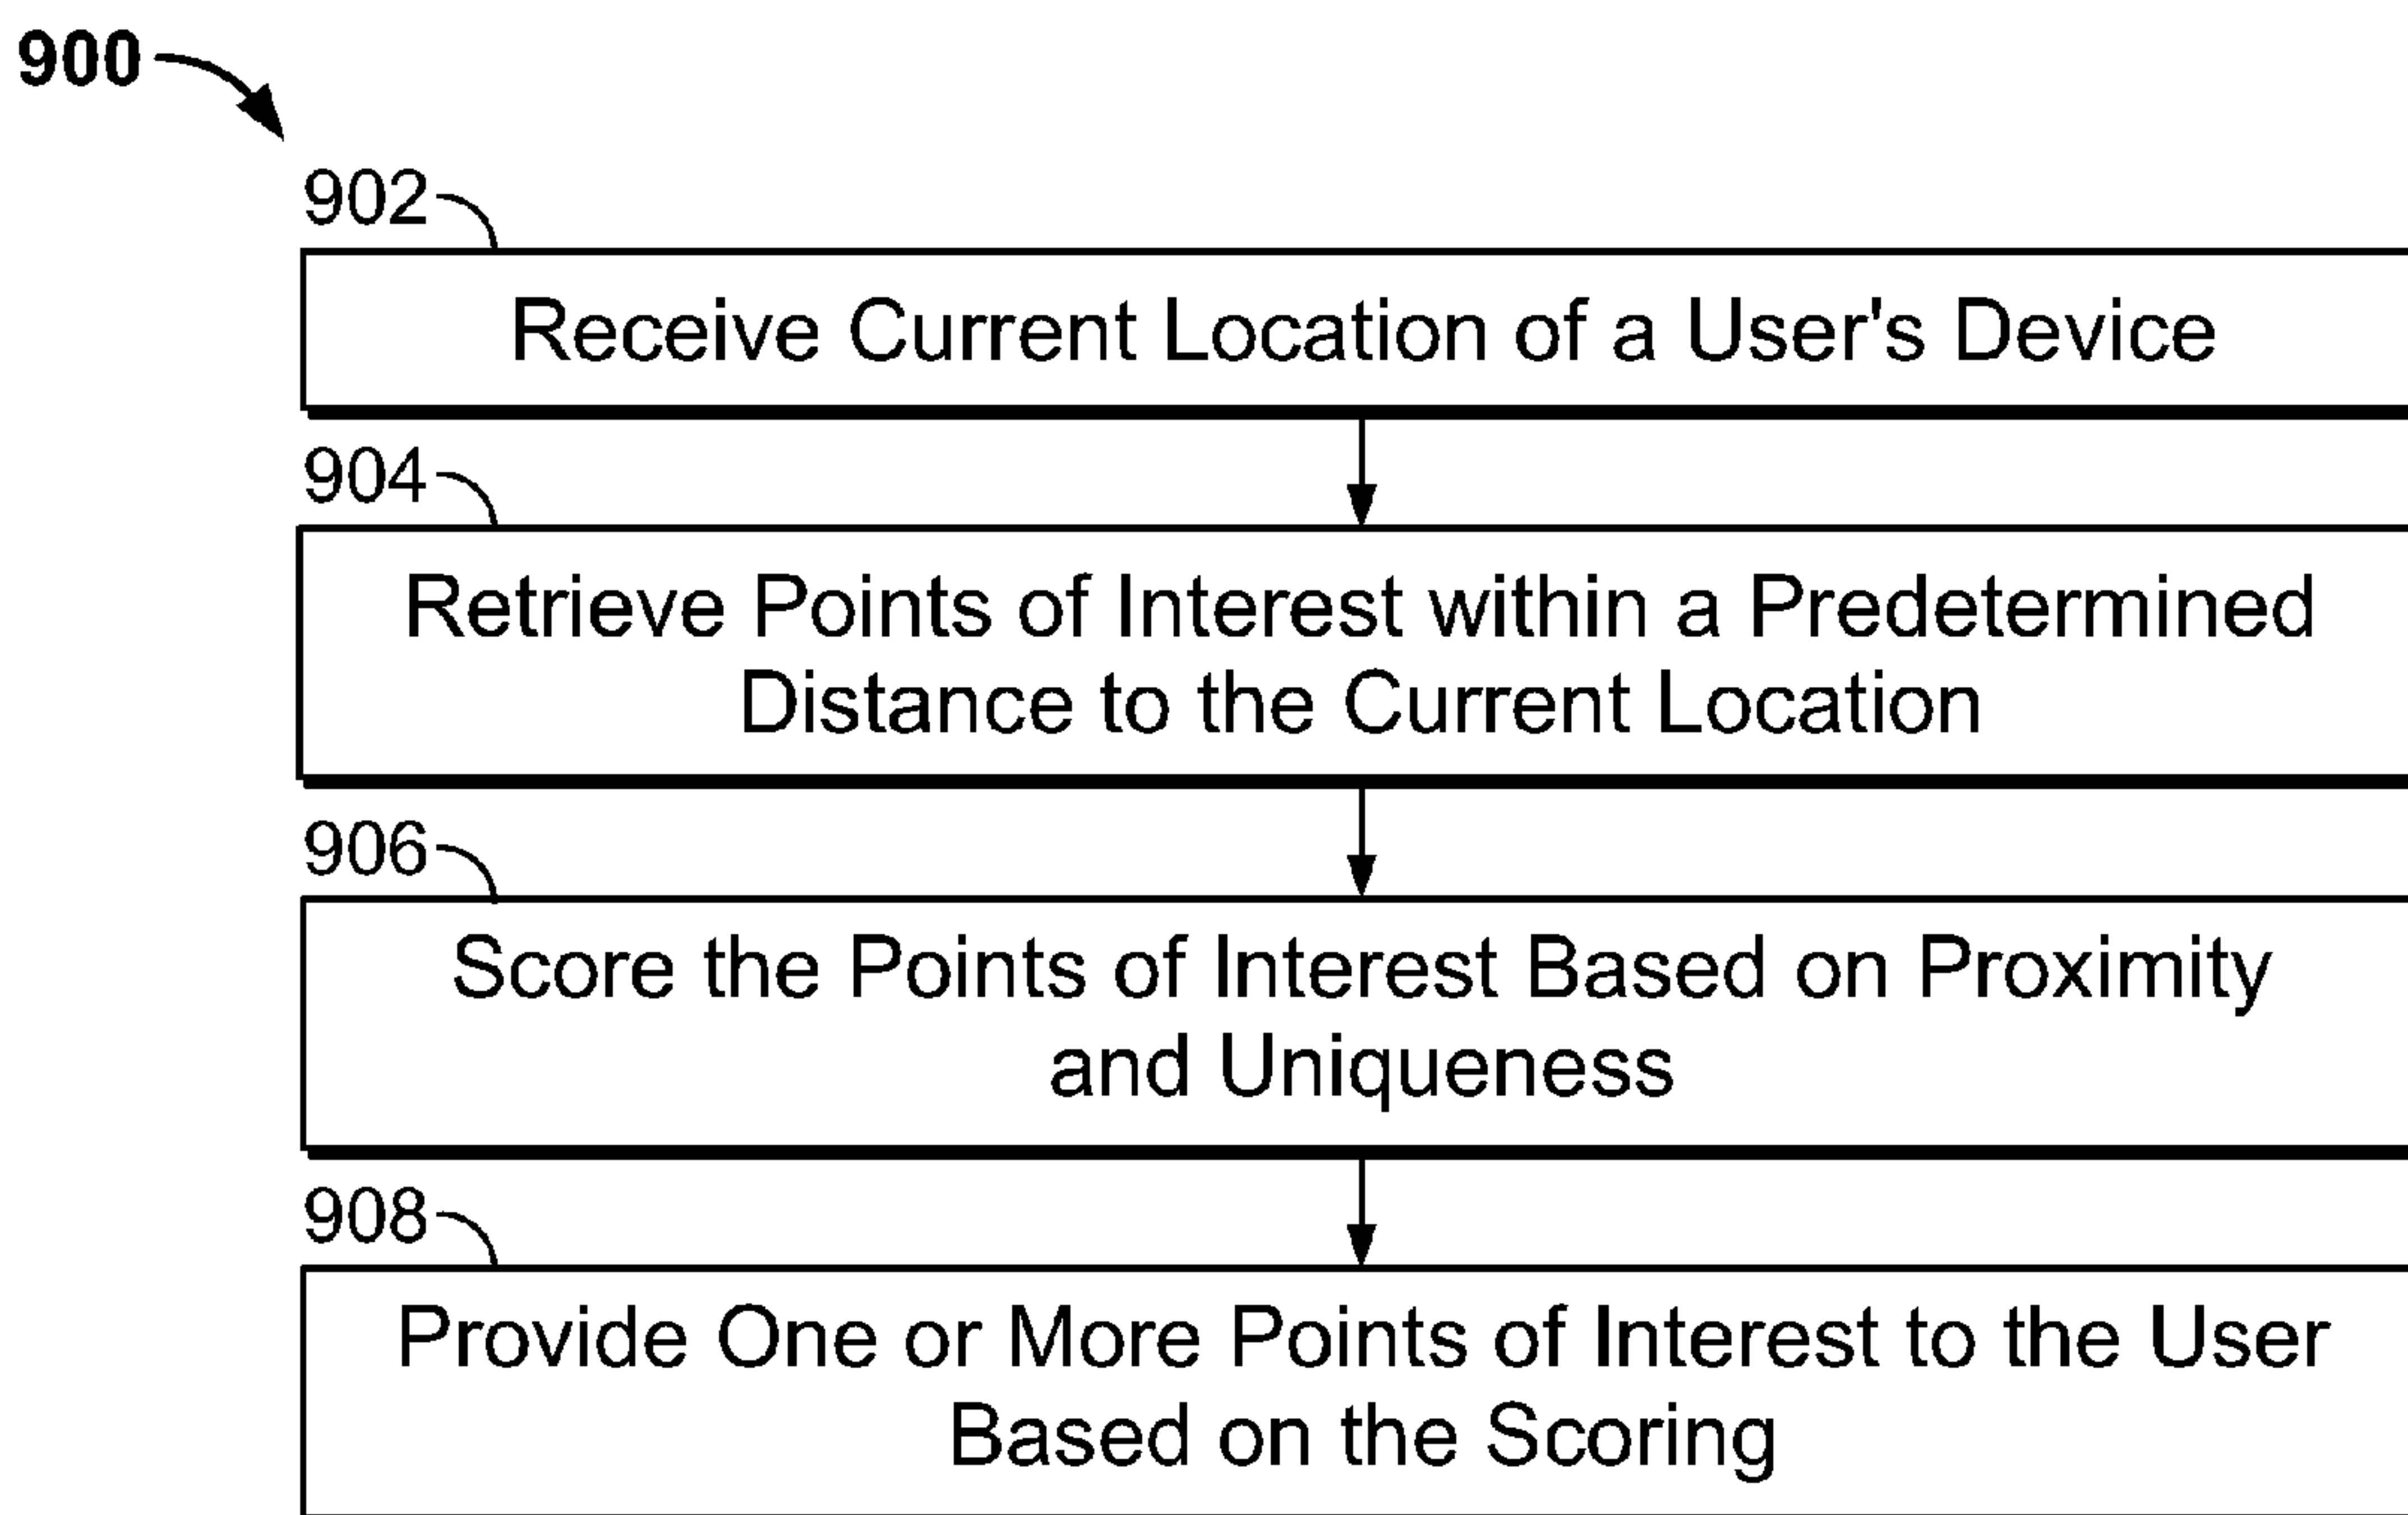 900
902
Receive Current Location of a User's Device
904
Retrieve Points of Interest within a Predetermined
Distance to the Current Location
906
Score the Points of Interest Based on Proximity
and Uniqueness
908
Provide One or More Points of Interest to the User
Based on the Scoring